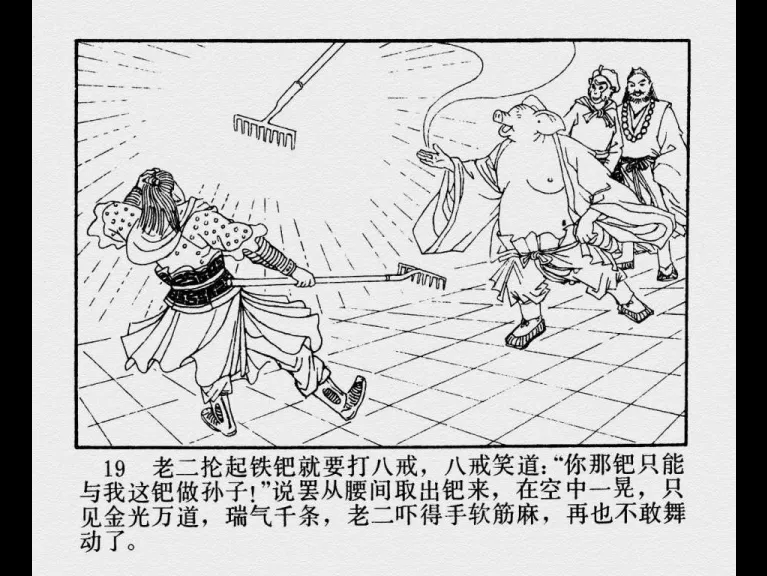 19 老二抡起铁钯就要打八戒，八戒笑道：“你那钯只能
与我这钯做孙子！”说罢从腰间取出钯来，在空中一晃，只
见金光万道，瑞气千条，老二吓得手软筋麻，再也不敢舞
动了。